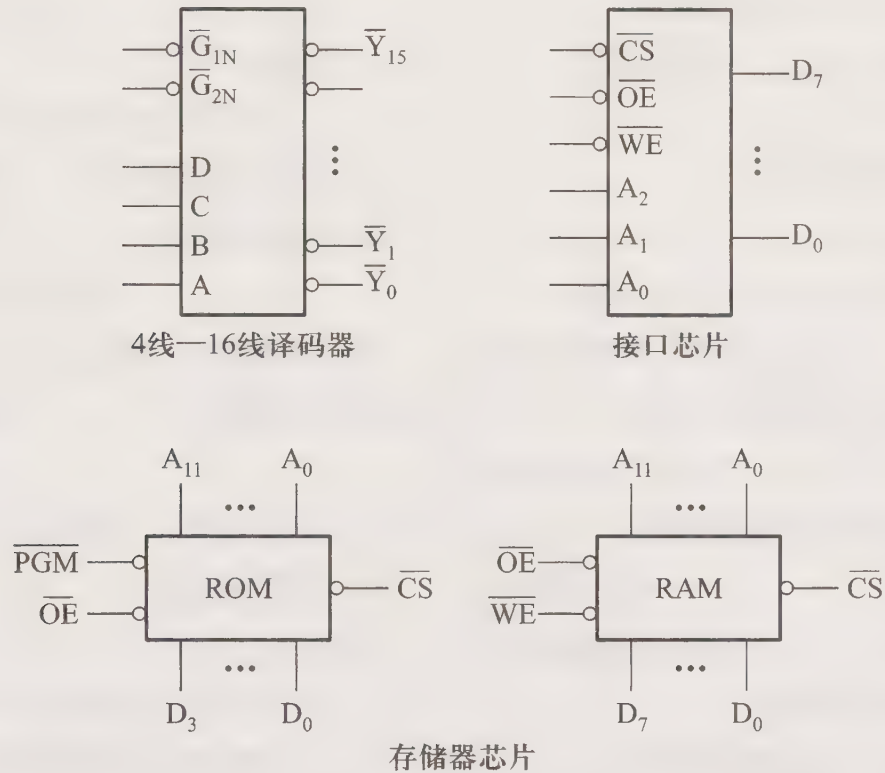 G̅1N
Y̅15
G̅2N
D
C
B
Y̅1
A
Y̅0
4线—16线译码器
C̅S̅
D7
O̅E̅
W̅E̅
A2
A1
D0
A0
接口芯片
A11 ••• A0
P̅G̅M̅
ROM
C̅S̅
O̅E̅
D3 ••• D0
A11 ••• A0
O̅E̅
RAM
C̅S̅
W̅E̅
D7 ••• D0
存储器芯片